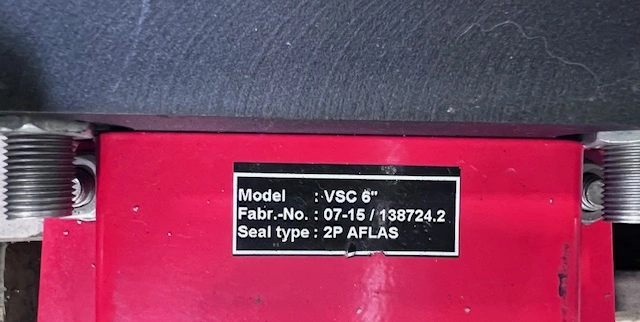 Model : VSC 6"
Fabr.-No. : 07-15 / 138724.2
Seal type : 2P AFLAS